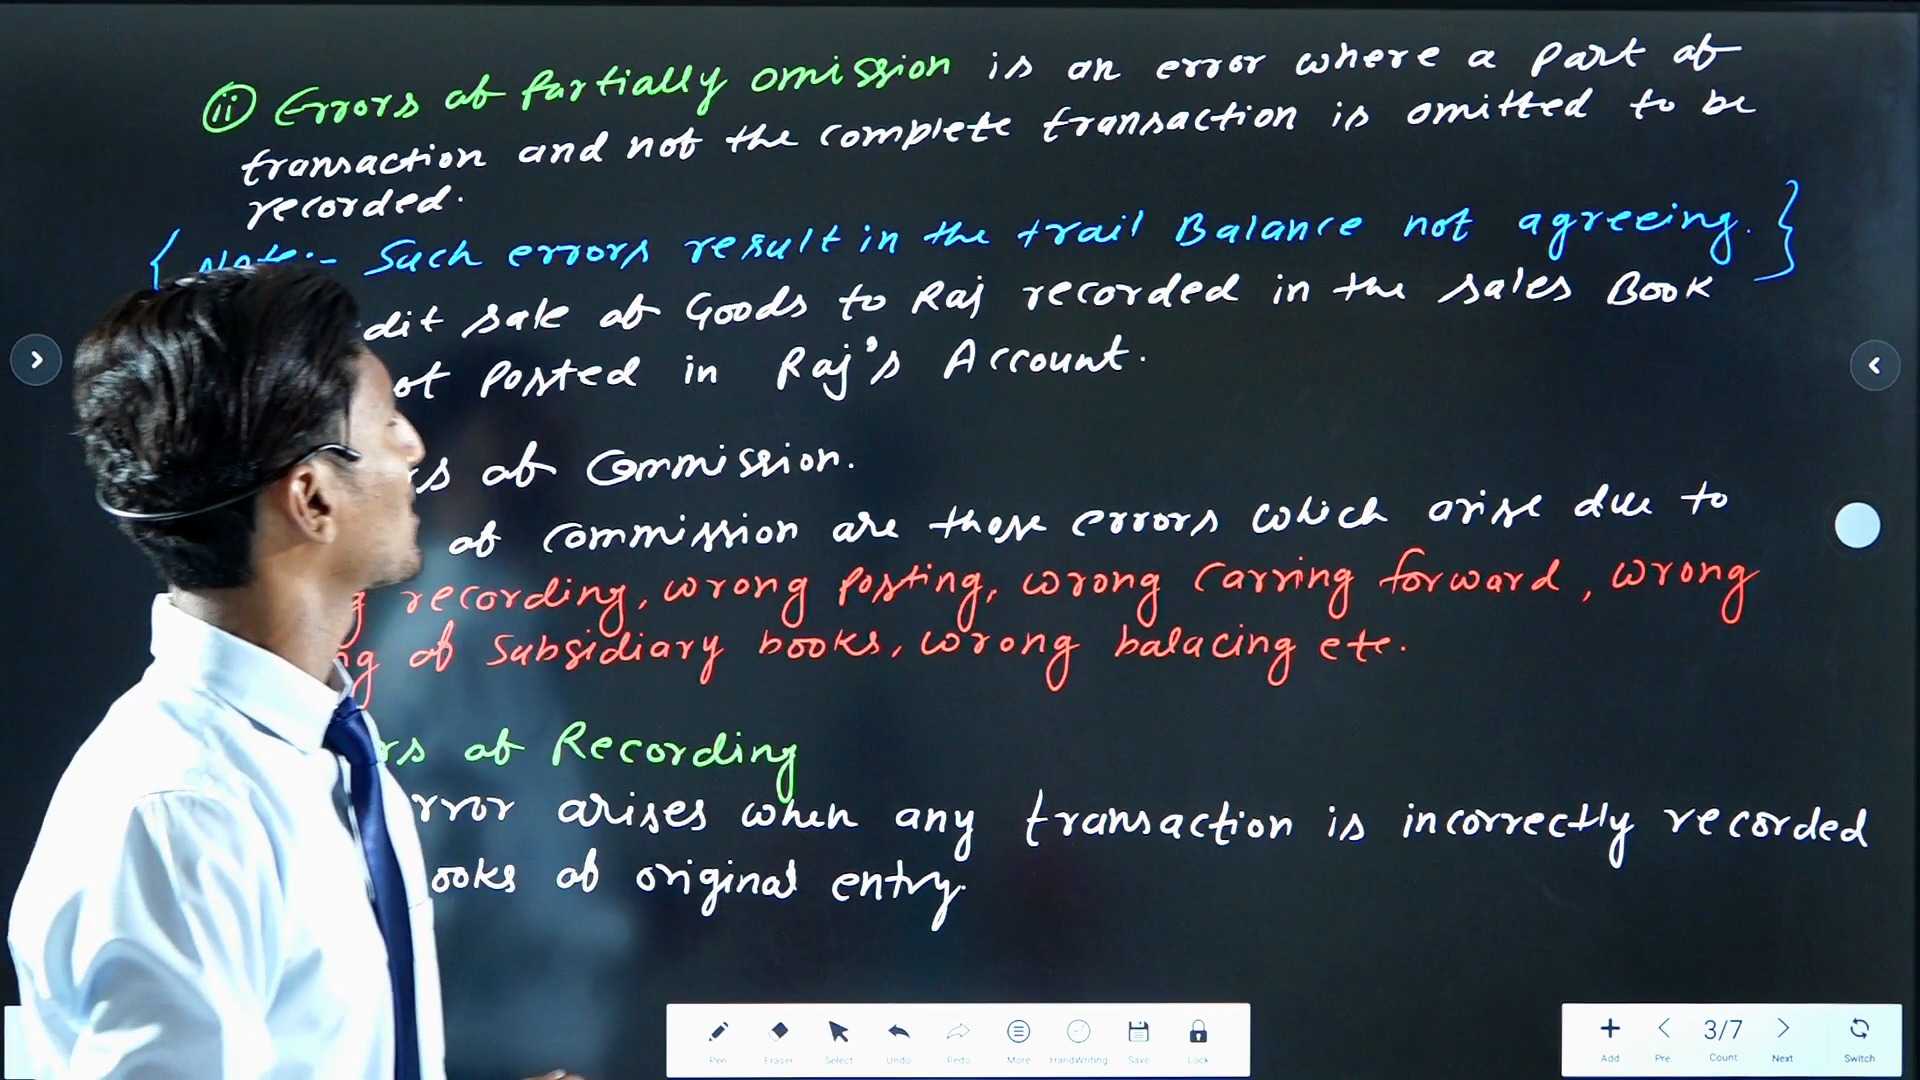 (ii) Errors of Partially omission is an error where a part of
transaction and not the complete transaction is omitted to be
recorded.
{ Note:- Such errors result in the trail Balance not agreeing. }
dit sale of Goods to Raj recorded in the sales Book
ot Posted in Raj's Account.
rs of Commission.
of commission are those errors which arise due to
g recording, wrong Posting, wrong Carring forward, wrong
ng of Subsidiary books, wrong balacing etc.
rs of Recording
rror arises when any transaction is incorrectly recorded
ooks of original entry.
Pen Eraser Select Undo Redo More HandWriting Save Lock
3/7
Add Pre Count Next Switch